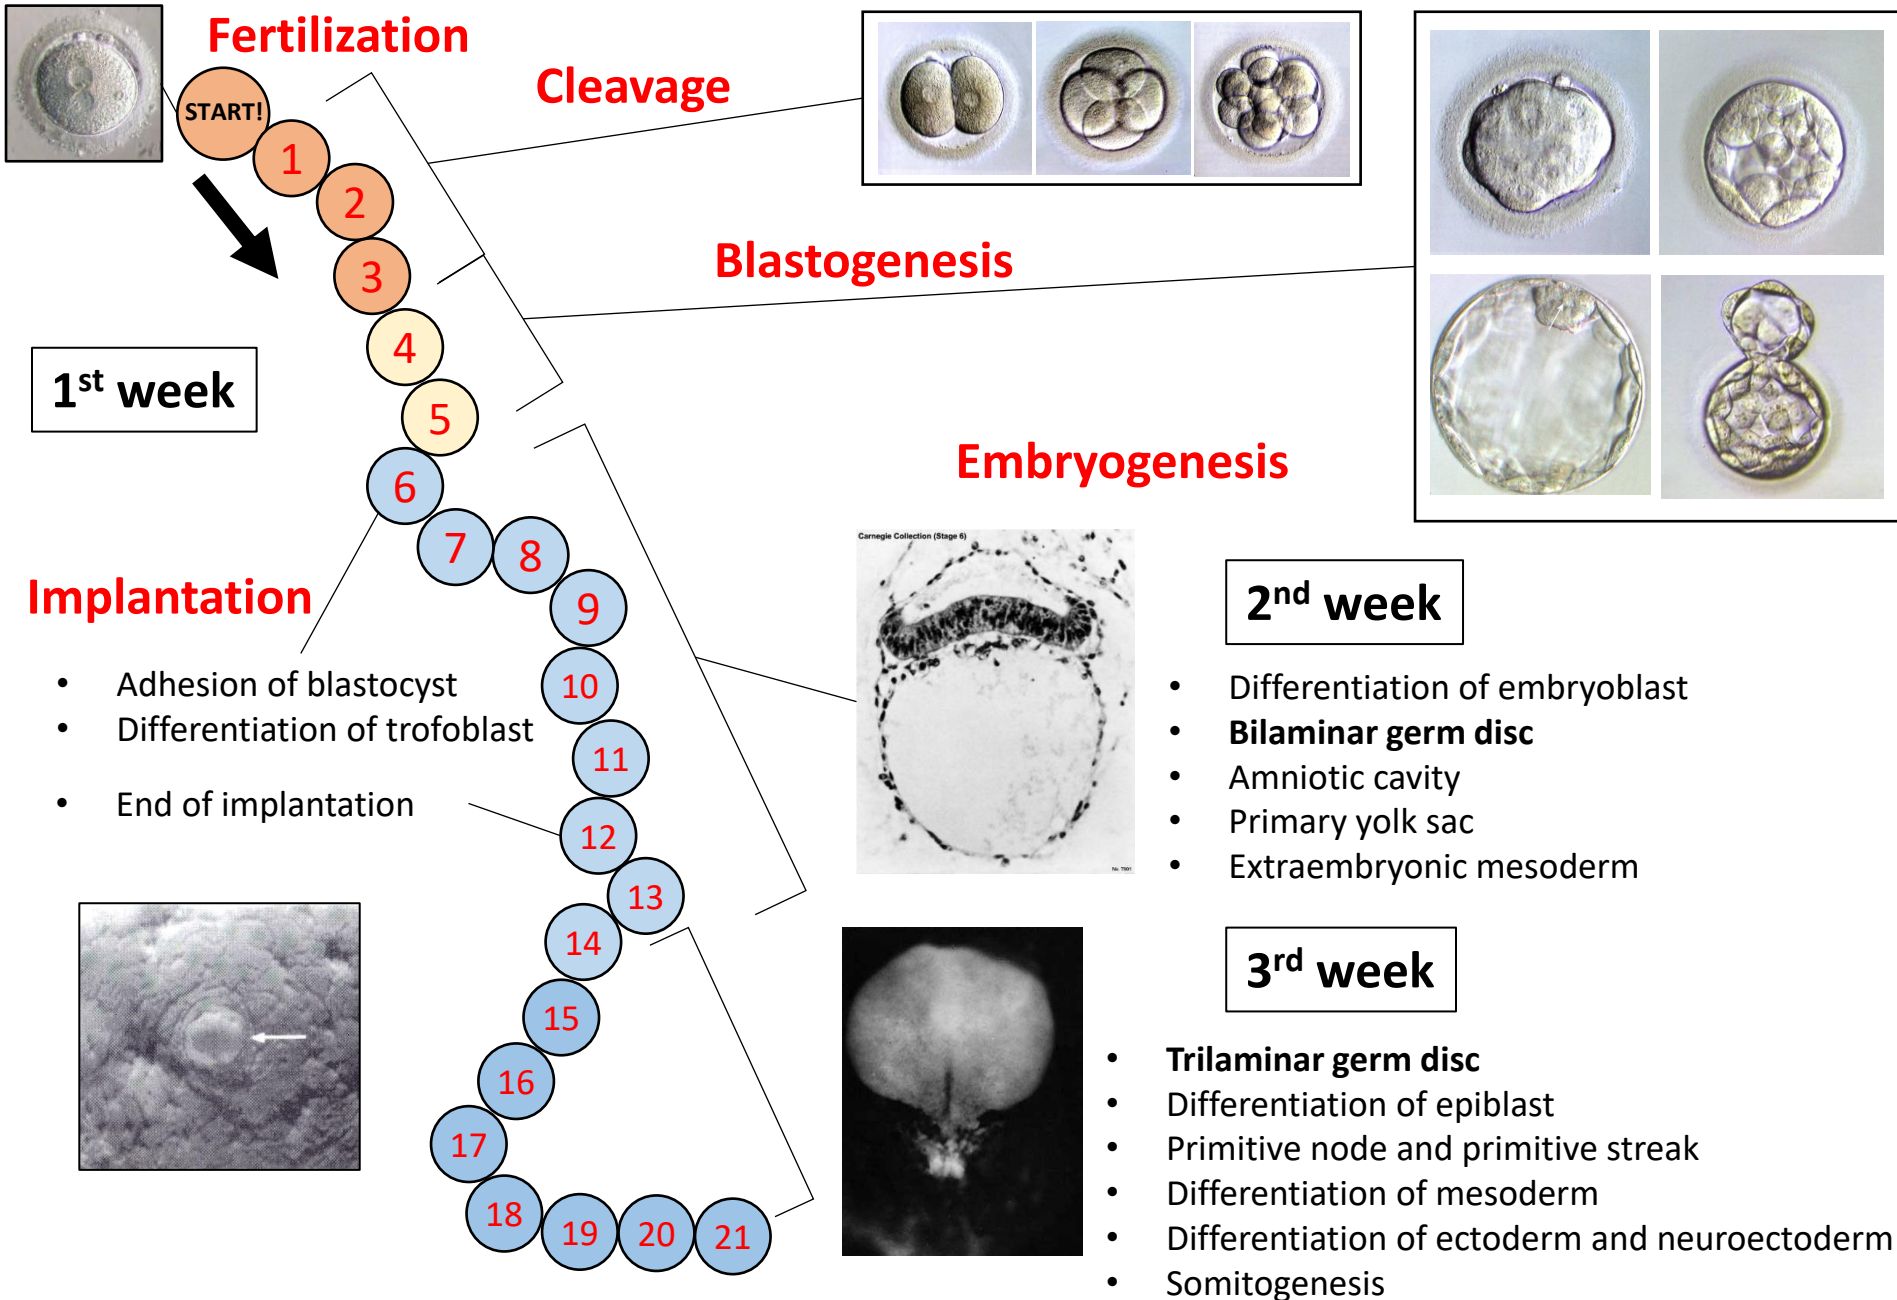 Fertilization
START!
1
2
3
4
5
6
7
8
9
10
11
12
13
14
15
16
17
18
19
20
21
Cleavage
Blastogenesis
1st week
Embryogenesis
Implantation
• Adhesion of blastocyst
• Differentiation of trofoblast
• End of implantation
Carnegie Collection (Stage 6)
No. 7801
2nd week
• Differentiation of embryoblast
• Bilaminar germ disc
• Amniotic cavity
• Primary yolk sac
• Extraembryonic mesoderm
3rd week
• Trilaminar germ disc
• Differentiation of epiblast
• Primitive node and primitive streak
• Differentiation of mesoderm
• Differentiation of ectoderm and neuroectoderm
• Somitogenesis